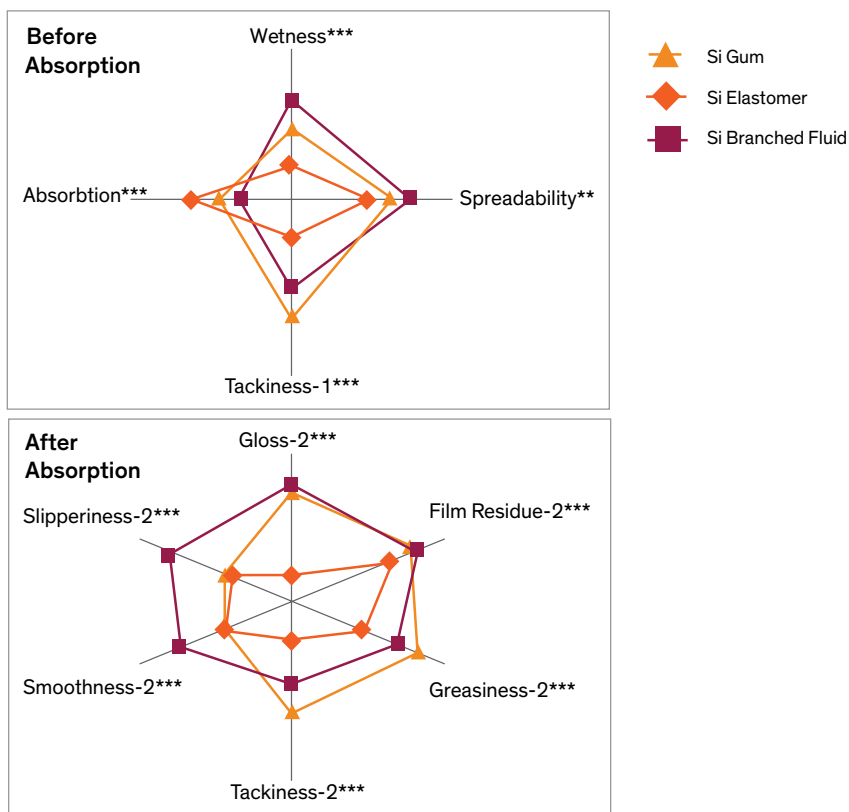 Before
Absorption
Wetness***
Absorbtion***
Spreadability**
Tackiness-1***
Si Gum
Si Elastomer
Si Branched Fluid
After
Absorption
Gloss-2***
Slipperiness-2***
Film Residue-2***
Smoothness-2***
Greasiness-2***
Tackiness-2***